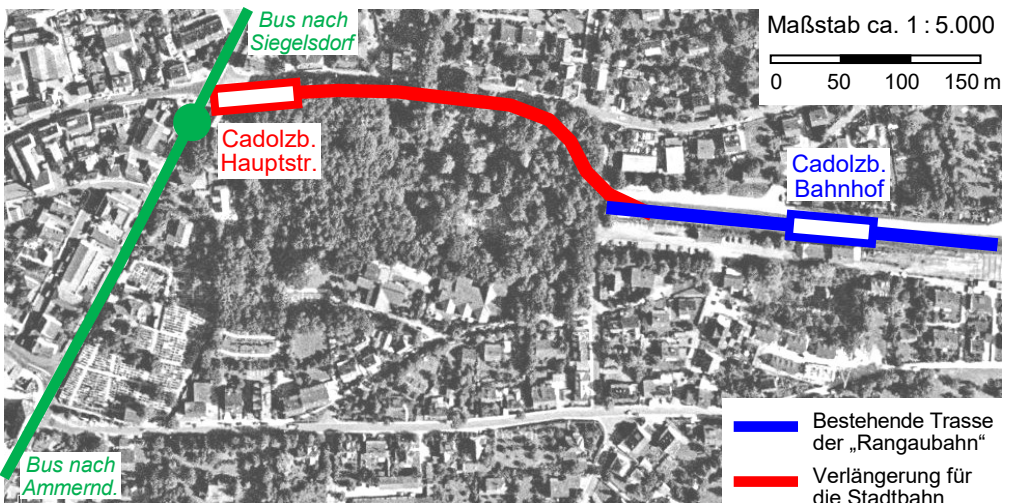 Bus nach
Siegelsdorf
Maßstab ca. 1 : 5.000
0 50 100 150 m
Cadolzb.
Hauptstr.
Cadolzb.
Bahnhof
Bestehende Trasse
der „Rangaubahn“
Verlängerung für
die Stadtbahn
Bus nach
Ammernd.